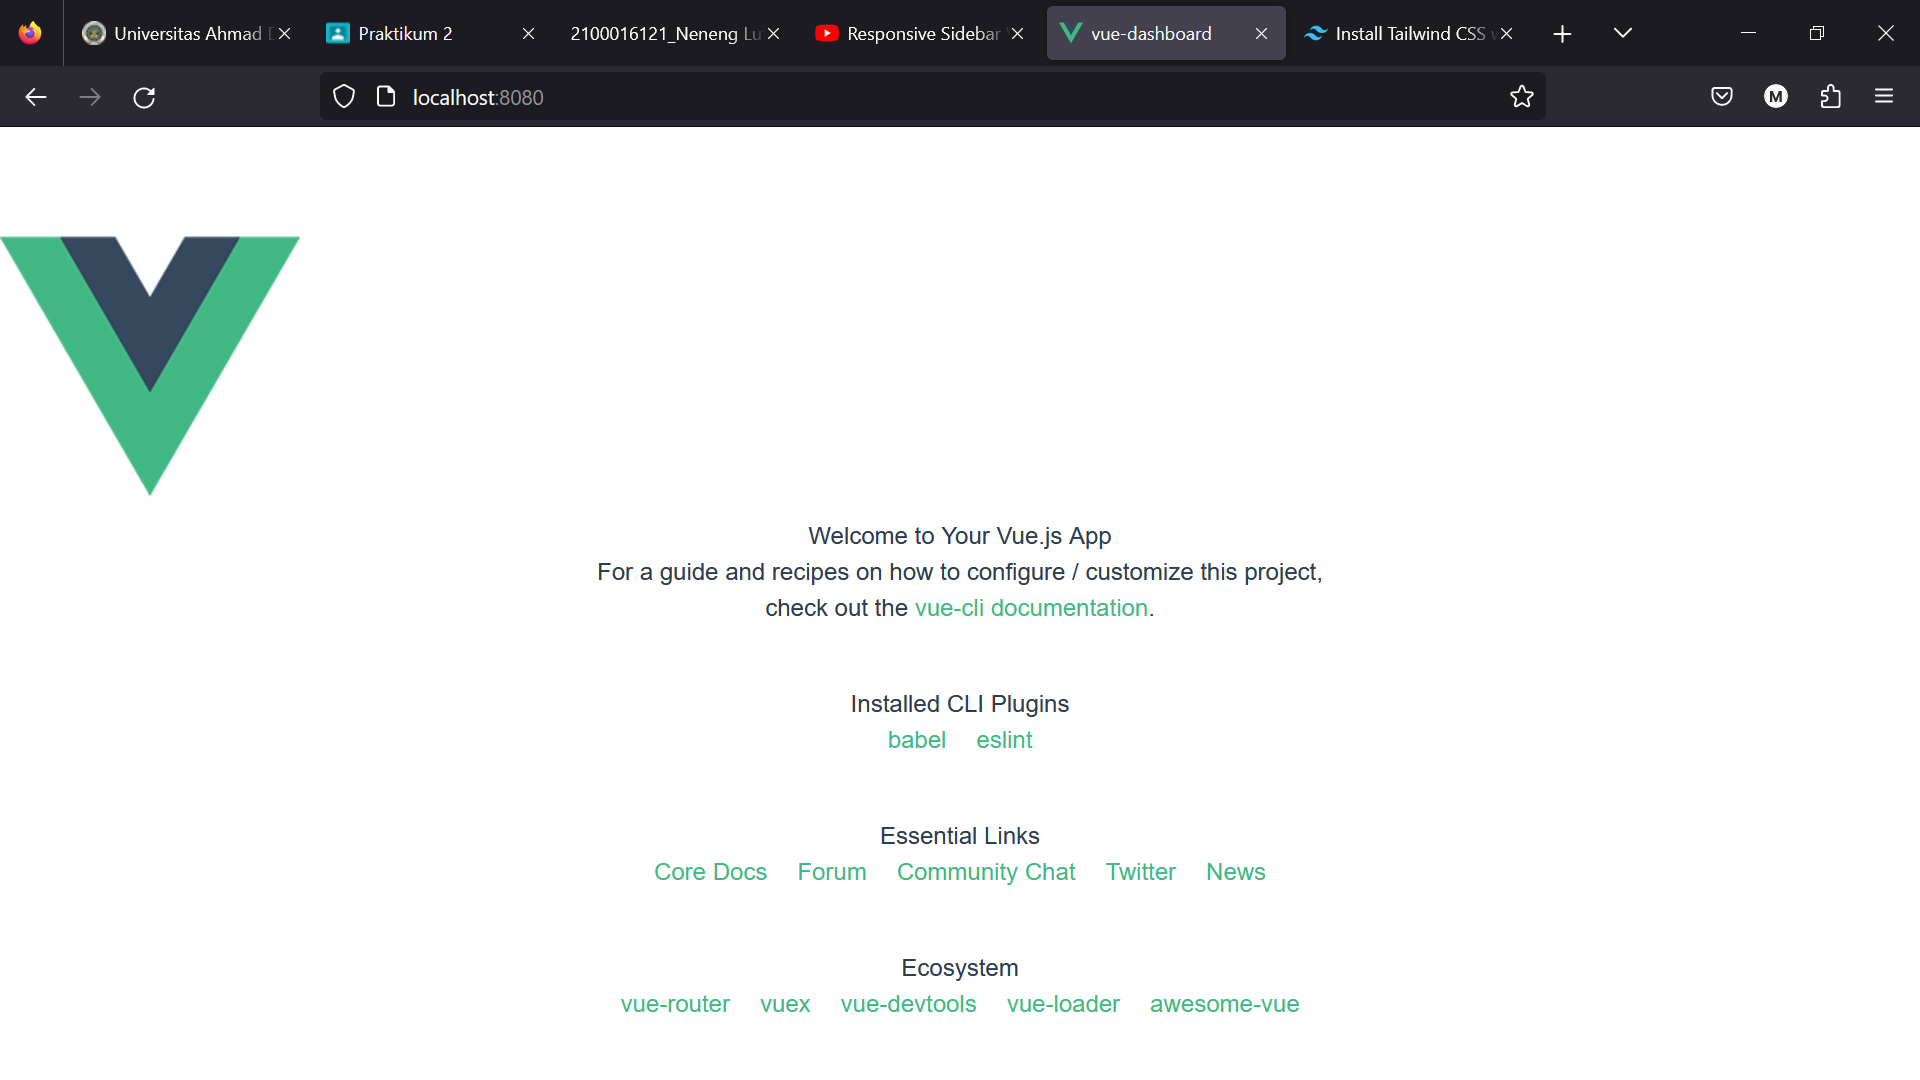 Universitas Ahmad
Praktikum 2
2100016121_Neneng Lu
Responsive Sidebar
vue-dashboard
Install Tailwind CSS
localhost:8080
M
Welcome to Your Vue.js App
For a guide and recipes on how to configure / customize this project,
check out the vue-cli documentation.
Installed CLI Plugins
babel eslint
Essential Links
Core Docs Forum Community Chat Twitter News
Ecosystem
vue-router vuex vue-devtools vue-loader awesome-vue